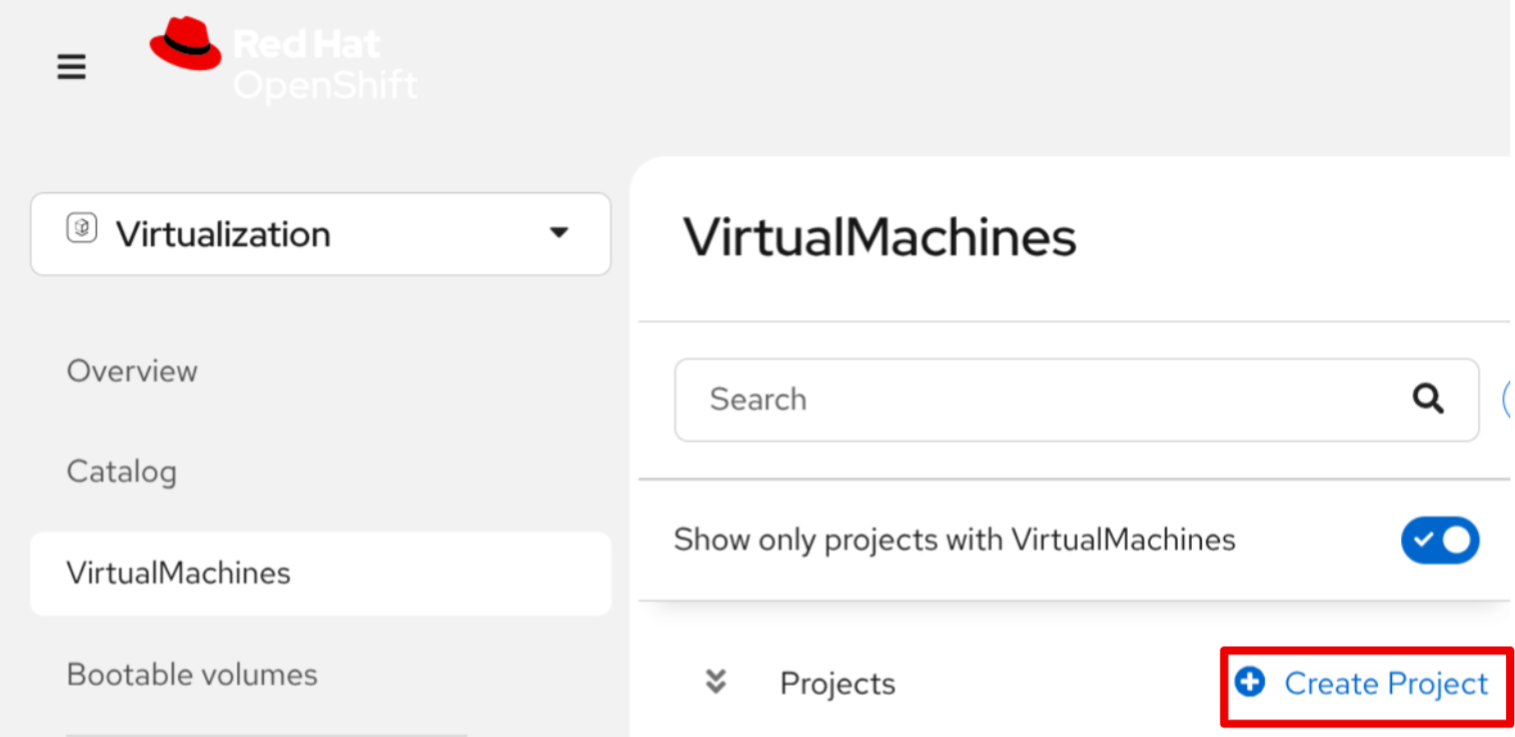 Red Hat
OpenShift
Virtualization
Overview
Catalog
VirtualMachines
Bootable volumes
VirtualMachines
Search
Show only projects with VirtualMachines
Projects
Create Project